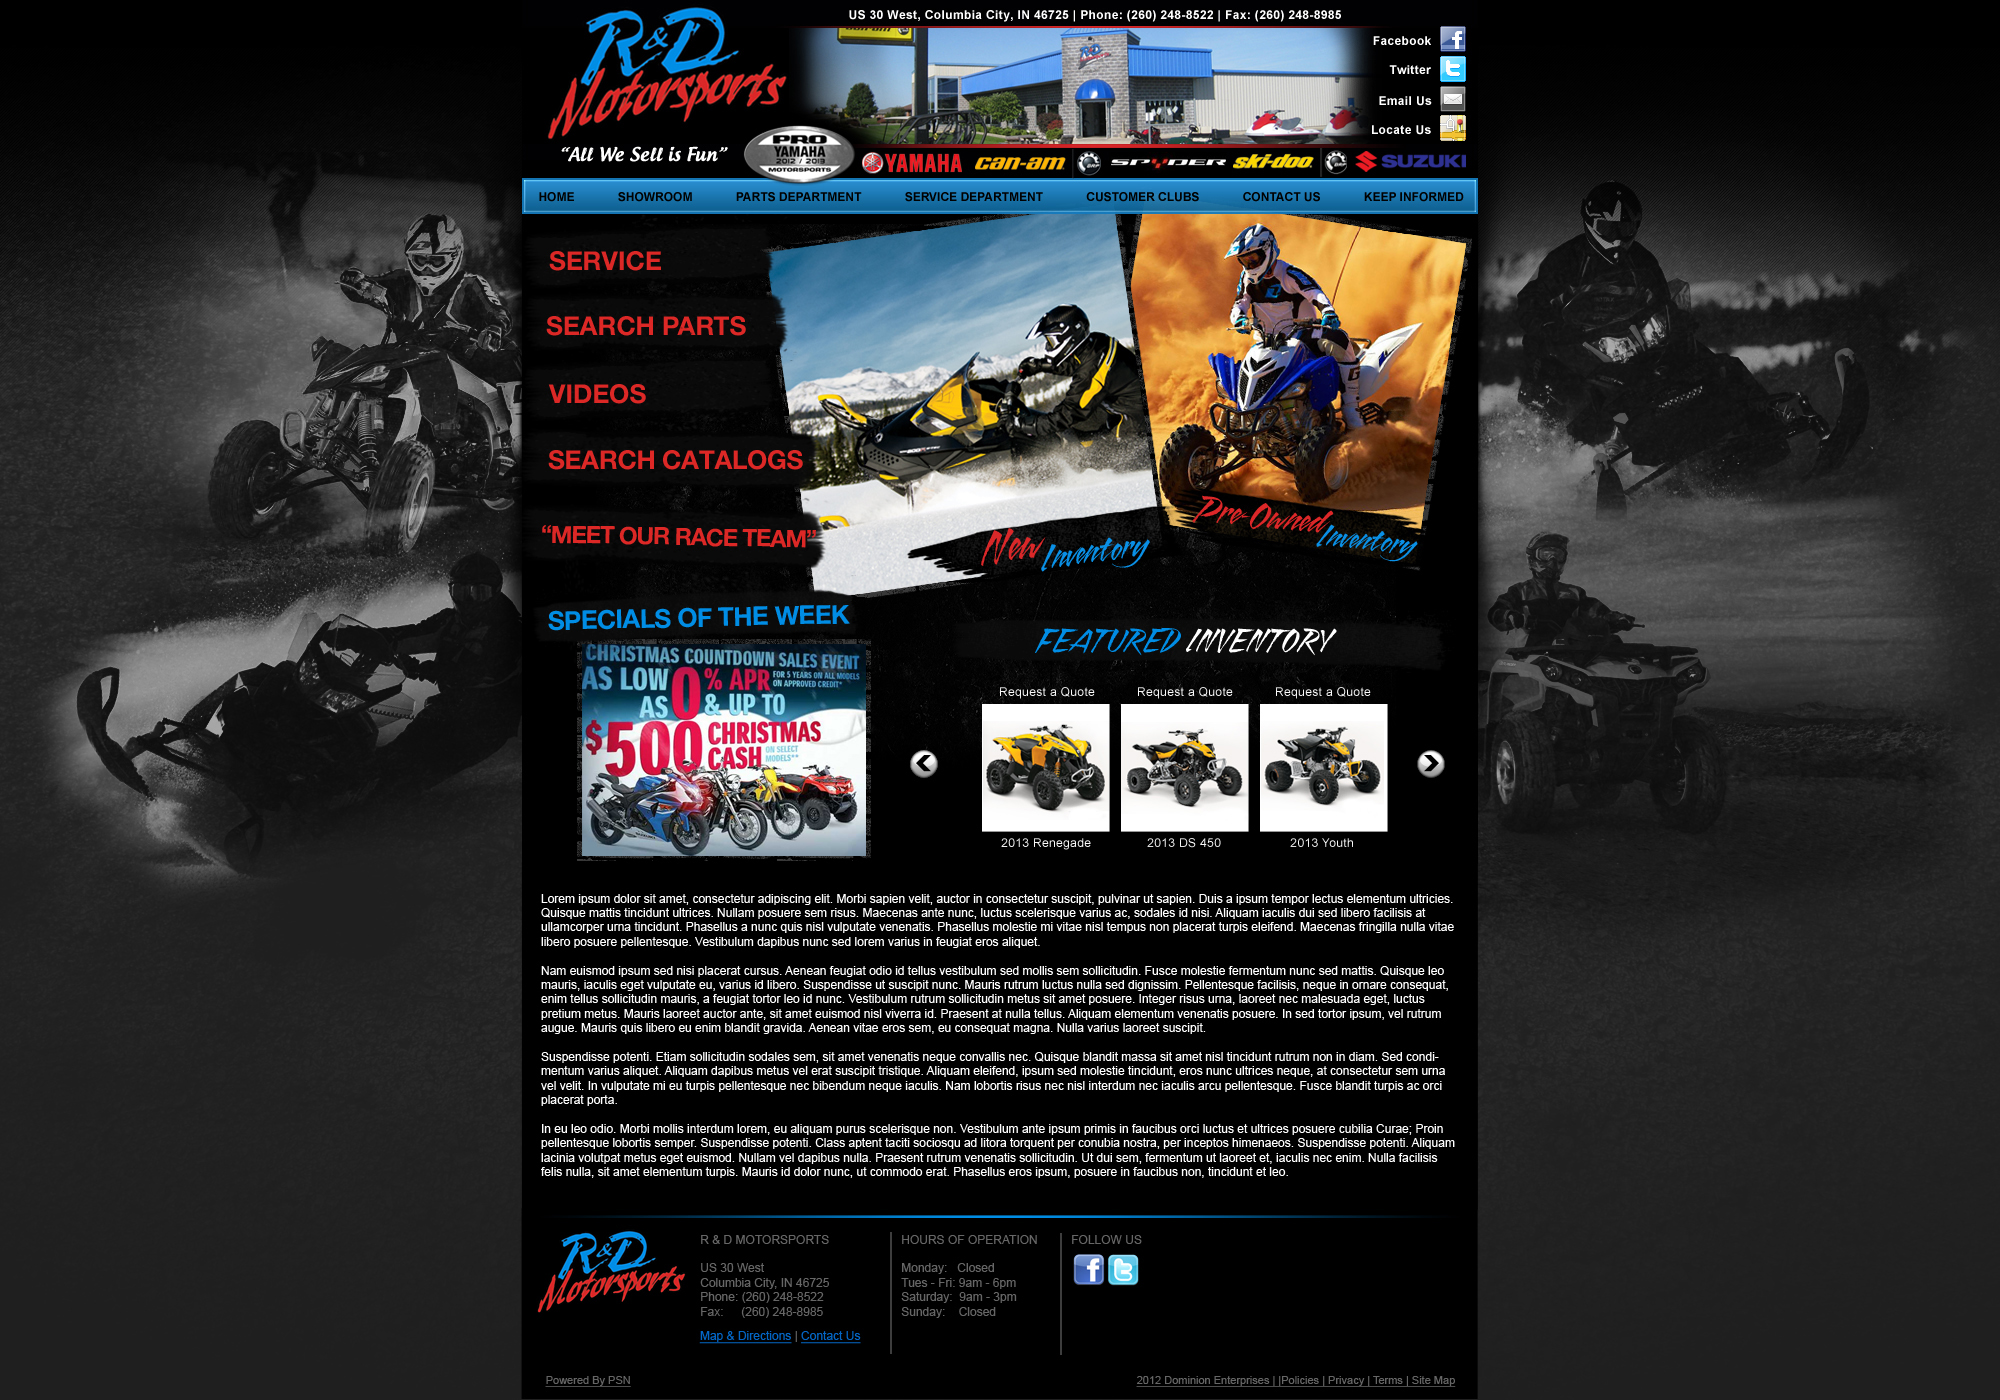 US 30 West, Columbia City, IN 46725 | Phone: (260) 248-8522 | Fax: (260) 248-8985
R&D
Motorsports
"All We Sell is Fun"
can-am
R&D
Facebook
Twitter
Email Us
Locate Us
PRO
YAMAHA
2012 / 2013
MOTORSPORTS
YAMAHA
can-am
SPYDER
ski-doo
SUZUKI
HOME SHOWROOM PARTS DEPARTMENT SERVICE DEPARTMENT CUSTOMER CLUBS CONTACT US KEEP INFORMED
SERVICE
SEARCH PARTS
VIDEOS
SEARCH CATALOGS
"MEET OUR RACE TEAM"
New Inventory
Pre-Owned Inventory
SPECIALS OF THE WEEK
CHRISTMAS COUNTDOWN SALES EVENT
AS LOW AS 0% APR FOR 5 YEARS ON ALL MODELS ON APPROVED CREDIT*
& UP TO
$500 CHRISTMAS CASH ON SELECT MODELS**
FEATURED INVENTORY
Request a Quote Request a Quote Request a Quote
2013 Renegade 2013 DS 450 2013 Youth
Lorem ipsum dolor sit amet, consectetur adipiscing elit. Morbi sapien velit, auctor in consectetur suscipit, pulvinar ut sapien. Duis a ipsum tempor lectus elementum ultricies.
Quisque mattis tincidunt ultrices. Nullam posuere sem risus. Maecenas ante nunc, luctus scelerisque varius ac, sodales id nisi. Aliquam iaculis dui sed libero facilisis at
ullamcorper urna tincidunt. Phasellus a nunc quis nisl vulputate venenatis. Phasellus molestie mi vitae nisl tempus non placerat turpis eleifend. Maecenas fringilla nulla vitae
libero posuere pellentesque. Vestibulum dapibus nunc sed lorem varius in feugiat eros aliquet.
Nam euismod ipsum sed nisi placerat cursus. Aenean feugiat odio id tellus vestibulum sed mollis sem sollicitudin. Fusce molestie fermentum nunc sed mattis. Quisque leo
mauris, iaculis eget vulputate eu, varius id libero. Suspendisse ut suscipit nunc. Mauris rutrum luctus nulla sed dignissim. Pellentesque facilisis, neque in ornare consequat,
enim tellus sollicitudin mauris, a feugiat tortor leo id nunc. Vestibulum rutrum sollicitudin metus sit amet posuere. Integer risus urna, laoreet nec malesuada eget, luctus
pretium metus. Mauris laoreet auctor ante, sit amet euismod nisl viverra id. Praesent at nulla tellus. Aliquam elementum venenatis posuere. In sed tortor ipsum, vel rutrum
augue. Mauris quis libero eu enim blandit gravida. Aenean vitae eros sem, eu consequat magna. Nulla varius laoreet suscipit.
Suspendisse potenti. Etiam sollicitudin sodales sem, sit amet venenatis neque convallis nec. Quisque blandit massa sit amet nisl tincidunt rutrum non in diam. Sed condi-
mentum varius aliquet. Aliquam dapibus metus vel erat suscipit tristique. Aliquam eleifend, ipsum sed molestie tincidunt, eros nunc ultrices neque, at consectetur sem urna
vel velit. In vulputate mi eu turpis pellentesque nec bibendum neque iaculis. Nam lobortis risus nec nisl interdum nec iaculis arcu pellentesque. Fusce blandit turpis ac orci
placerat porta.
In eu leo odio. Morbi mollis interdum lorem, eu aliquam purus scelerisque non. Vestibulum ante ipsum primis in faucibus orci luctus et ultrices posuere cubilia Curae; Proin
pellentesque lobortis semper. Suspendisse potenti. Class aptent taciti sociosqu ad litora torquent per conubia nostra, per inceptos himenaeos. Suspendisse potenti. Aliquam
lacinia volutpat metus eget euismod. Nullam vel dapibus nulla. Praesent rutrum venenatis sollicitudin. Ut dui sem, fermentum ut laoreet et, iaculis nec enim. Nulla facilisis
felis nulla, sit amet elementum turpis. Mauris id dolor nunc, ut commodo erat. Phasellus eros ipsum, posuere in faucibus non, tincidunt et leo.
R&D
Motorsports
R & D MOTORSPORTS
US 30 West
Columbia City, IN 46725
Phone: (260) 248-8522
Fax: (260) 248-8985
Map & Directions | Contact Us
HOURS OF OPERATION
Monday: Closed
Tues - Fri: 9am - 6pm
Saturday: 9am - 3pm
Sunday: Closed
FOLLOW US
Powered By PSN
2012 Dominion Enterprises | |Policies | Privacy | Terms | Site Map